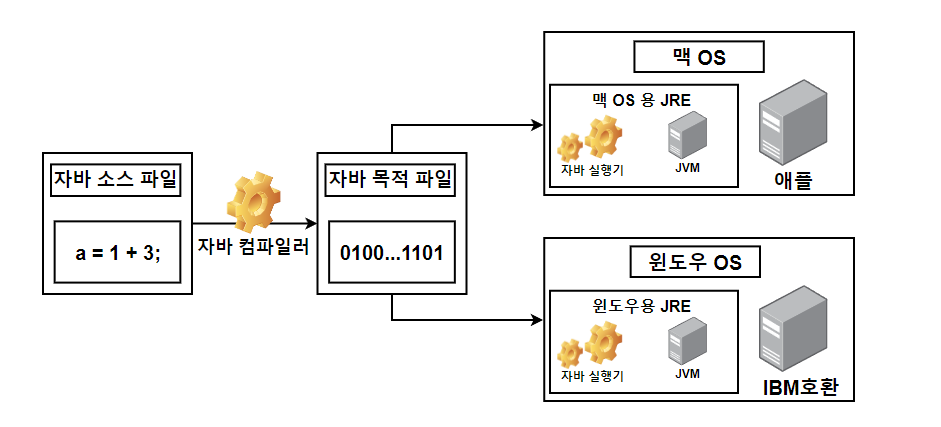 자바 소스 파일
a = 1 + 3;
자바 컴파일러
자바 목적 파일
0100...1101
맥 OS
맥 OS 용 JRE
자바 실행기
JVM
애플
윈도우 OS
윈도우용 JRE
자바 실행기
JVM
IBM호환